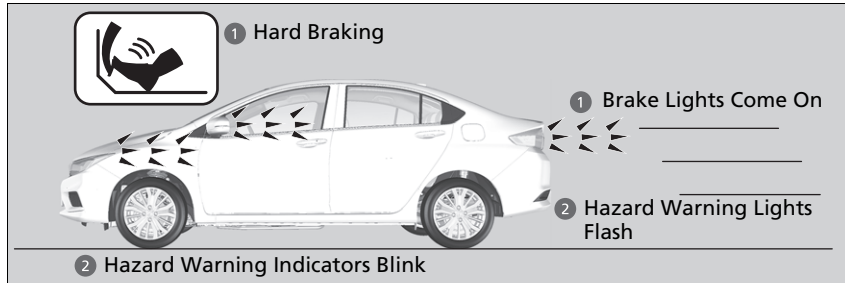 1 Hard Braking
1 Brake Lights Come On
2 Hazard Warning Lights
Flash
2 Hazard Warning Indicators Blink